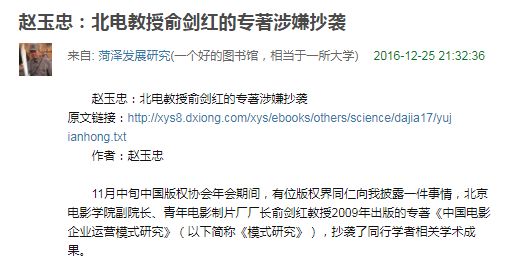 赵玉忠：北电教授俞剑红的专著涉嫌抄袭
来自: 菏泽发展研究(一个好的图书馆，相当于一所大学) 2016-12-25 21:32:36
赵玉忠：北电教授俞剑红的专著涉嫌抄袭
原文链接：http://xys8.dxiong.com/xys/ebooks/others/science/dajia17/yuj
ianhong.txt
作者：赵玉忠
11月中旬中国版权协会年会期间，有位版权界同仁向我披露一件事情，北京
电影学院副院长、青年电影制片厂厂长俞剑红教授2009年出版的专著《中国电影
企业运营模式研究》（以下简称《模式研究》），抄袭了同行学者相关学术成
果。